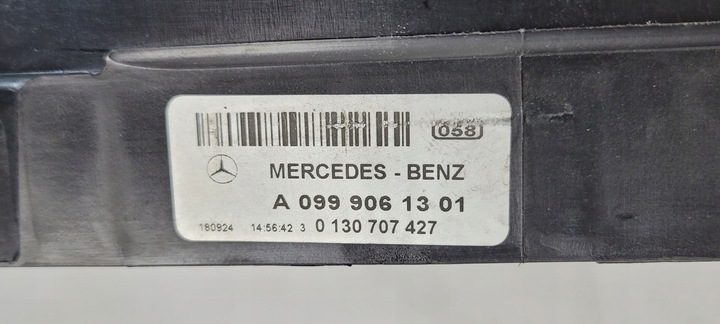 058
MERCEDES - BENZ
A 099 906 13 01
180924 14:56:42 3 0 130 707 427